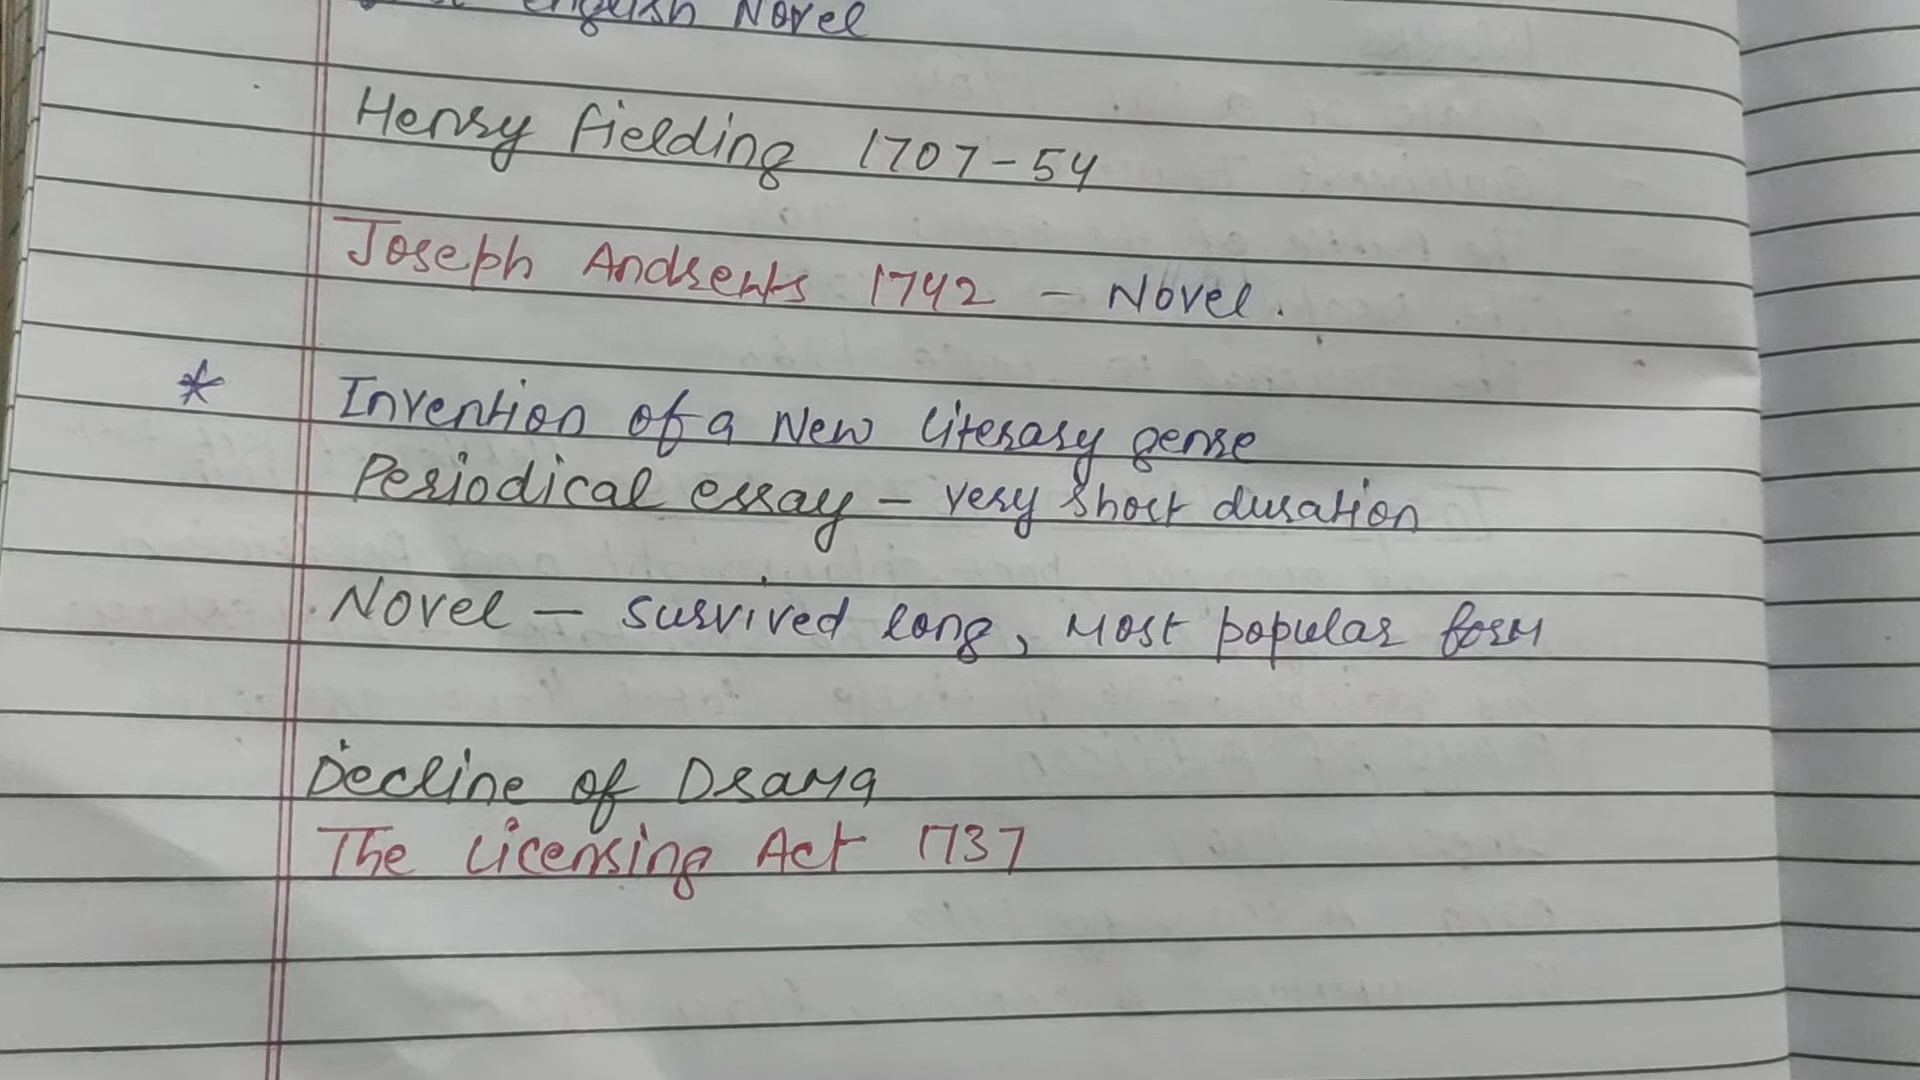 English Novel
Henry Fielding 1707-54
Joseph Andrews 1742 - Novel.
* Invention of a New literary genre
Periodical essay - very short duration
Novel - survived long, Most popular form
Decline of Drama
The Licensing Act 1737